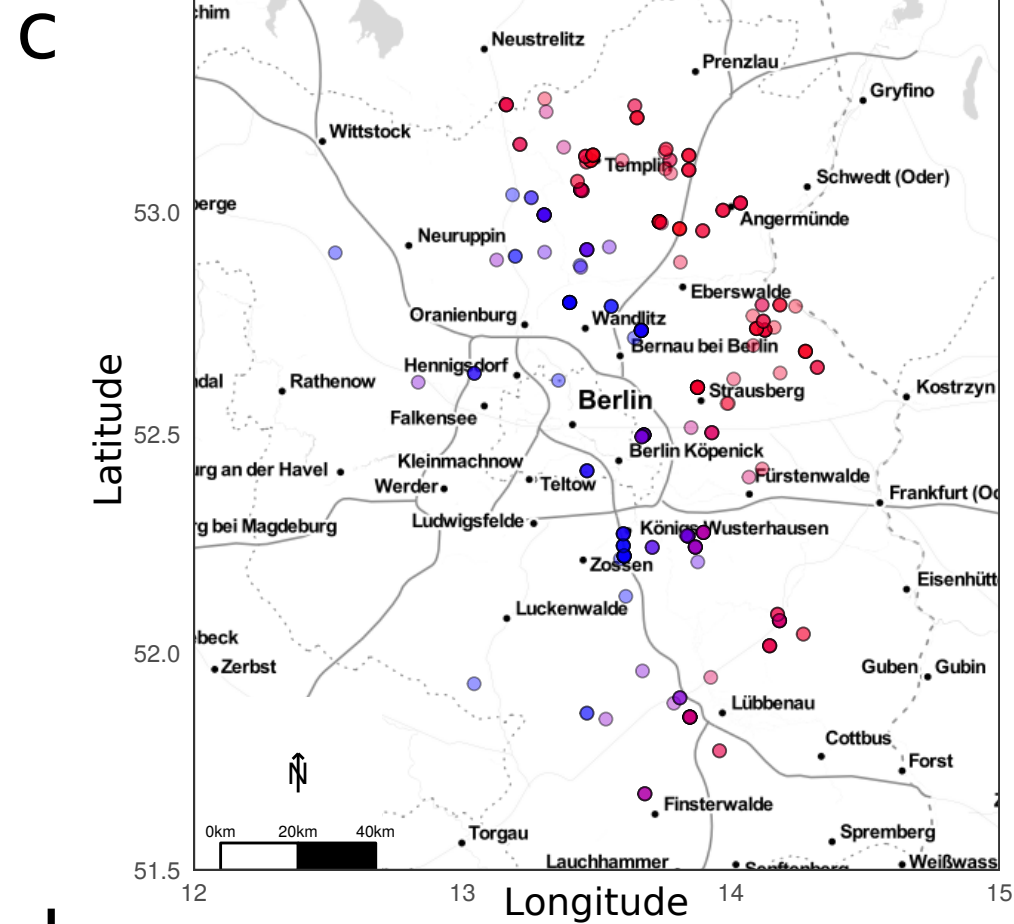 c
chim
Neustrelitz
Prenzlau
Gryfino
Wittstock
Templin
Schwedt (Oder)
53.0
berge
Angermünde
Neuruppin
Eberswalde
Oranienburg
Wandlitz
Bernau bei Berlin
Hennigsdorf
ndal
Rathenow
Strausberg
Kostrzyn
Berlin
Falkensee
52.5
Berlin Köpenick
Kleinmachnow
urg an der Havel
Fürstenwalde
Werder
Teltow
Frankfurt (Od
Ludwigsfelde
Königs Wusterhausen
rg bei Magdeburg
Zossen
Eisenhütt
Luckenwalde
ebeck
52.0
Zerbst
Guben
Gubin
Lübbenau
Cottbus
Forst
N
Finsterwalde
0km 20km 40km
Torgau
Spremberg
Lauchhammer
Senftenberg
Weißwass
51.5
12 13 14 15
Longitude
Latitude